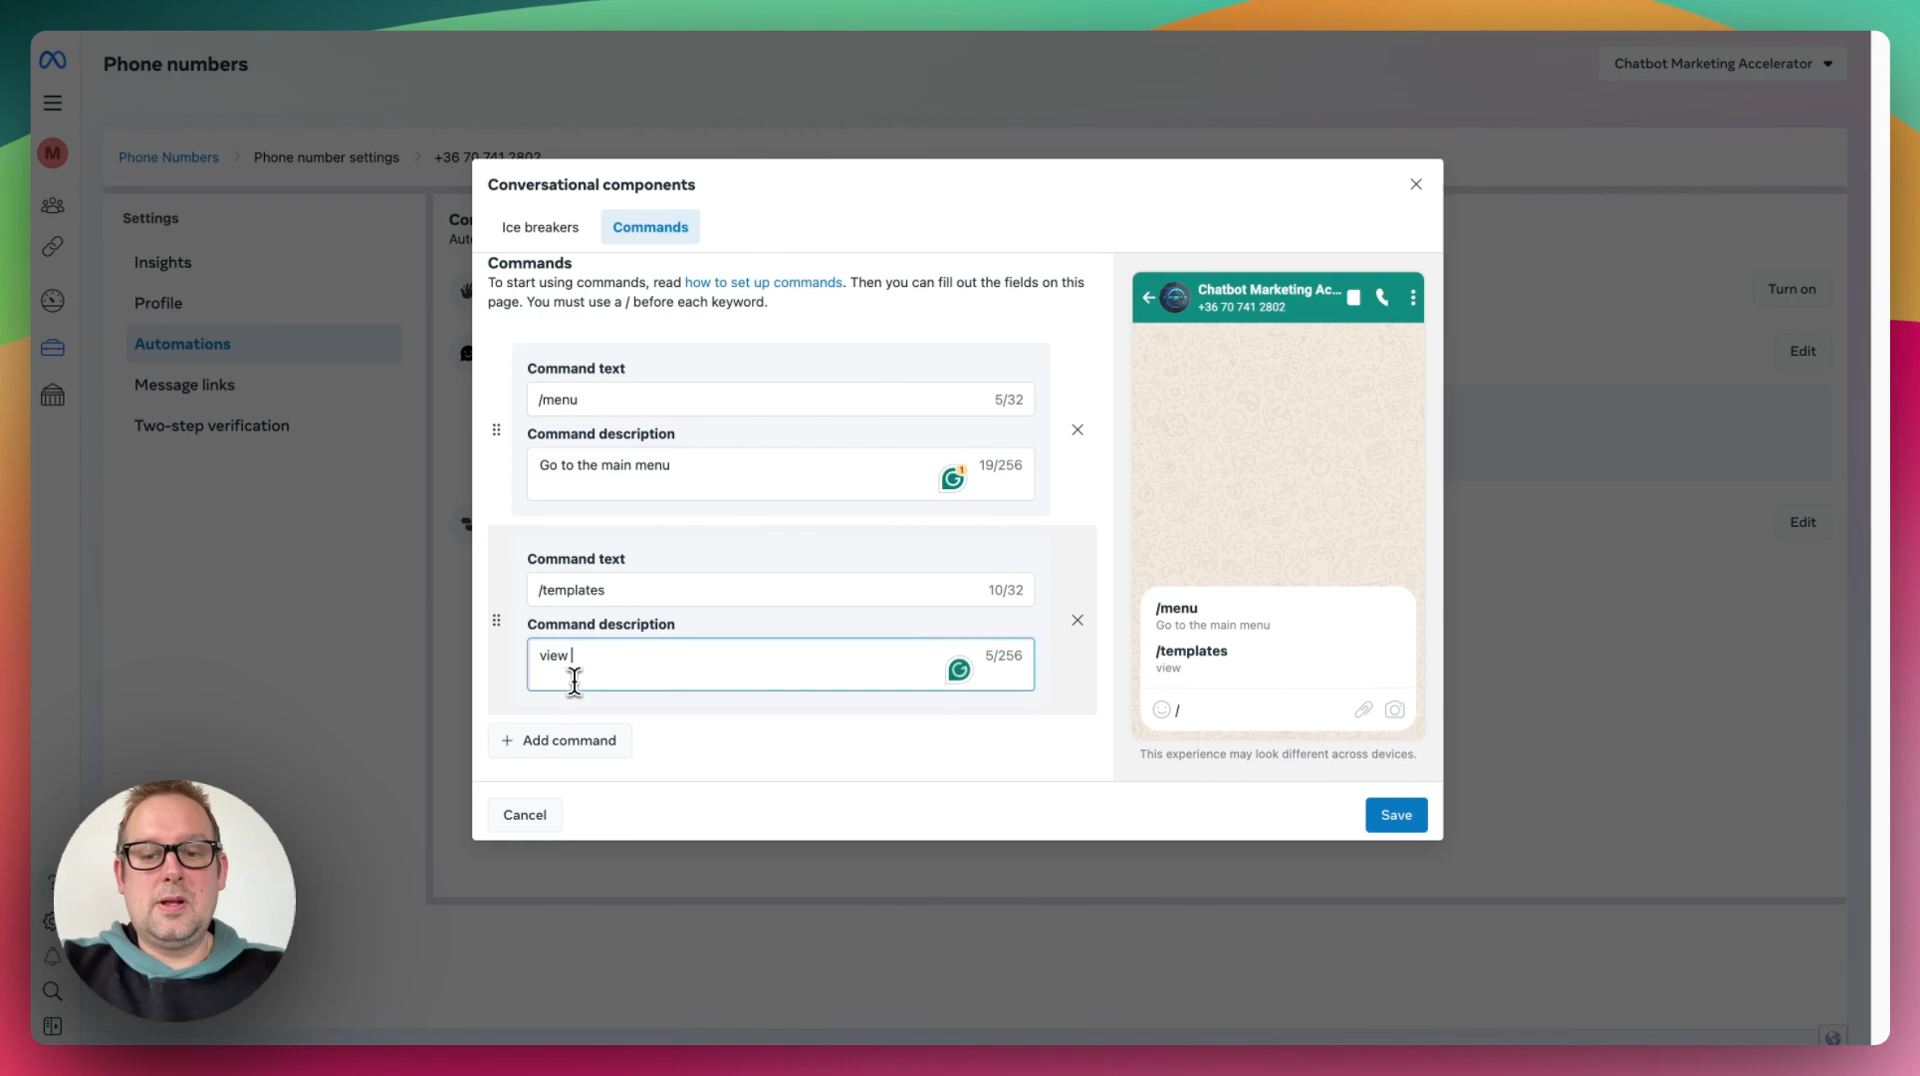 Phone numbers
Chatbot Marketing Accelerator
M
Phone Numbers
Phone number settings
+36 70 741 2802
Settings
Insights
Profile
Automations
Message links
Two-step verification
Turn on
Edit
Edit
Conversational components
Ice breakers
Commands
Commands
To start using commands, read how to set up commands. Then you can fill out the fields on this
page. You must use a / before each keyword.
Command text
/menu
5/32
Command description
Go to the main menu
1
19/256
Command text
/templates
10/32
Command description
view
5/256
+ Add command
Cancel
Save
Chatbot Marketing Ac...
+36 70 741 2802
/menu
Go to the main menu
/templates
view
/
This experience may look different across devices.